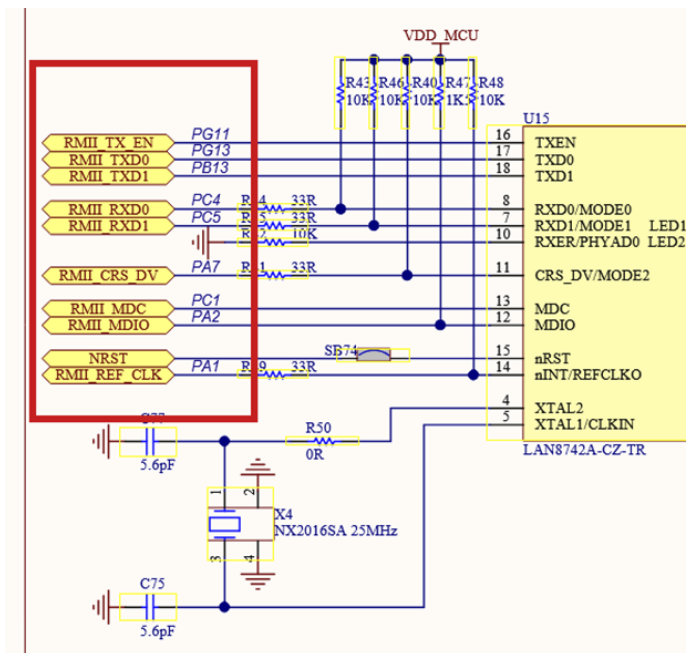 VDD_MCU
R43 R46 R40 R47 R48
10K 10K 10K 1K5 10K
U15
RMII_TX_EN PG11 16 TXEN
RMII_TXD0 PG13 17 TXD0
RMII_TXD1 PB13 18 TXD1
RMII_RXD0 PC4 33R 8 RXD0/MODE0
RMII_RXD1 PC5 33R 7 RXD1/MODE1 LED1
10K 10 RXER/PHYAD0 LED2
RMII_CRS_DV PA7 33R 11 CRS_DV/MODE2
RMII_MDC PC1 13 MDC
RMII_MDIO PA2 12 MDIO
NRST SB74 15 nRST
RMII_REF_CLK PA1 33R 14 nINT/REFCLKO
4 XTAL2
5 XTAL1/CLKIN
LAN8742A-CZ-TR
5.6pF
R50
0R
1 2
X4
NX2016SA 25MHz
3 4
C75
5.6pF